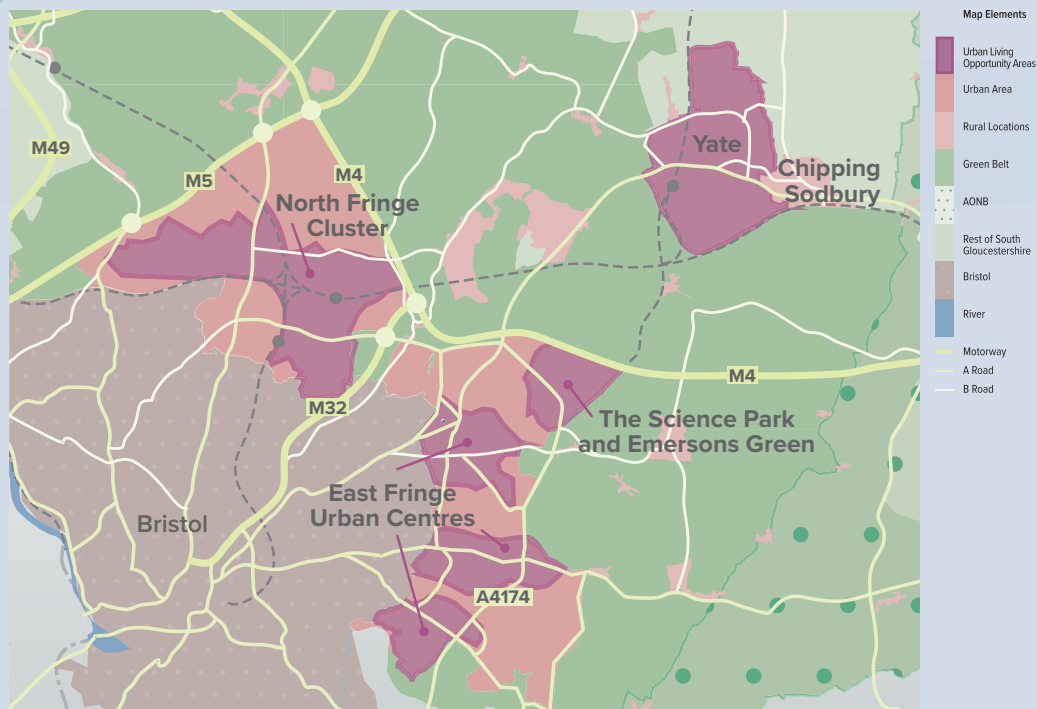 M49
M5
M4
North Fringe
Cluster
Yate
Chipping
Sodbury
M32
M4
The Science Park
and Emersons Green
East Fringe
Urban Centres
Bristol
A4174
Map Elements
Urban Living
Opportunity Areas
Urban Area
Rural Locations
Green Belt
AONB
Rest of South
Gloucestershire
Bristol
River
Motorway
A Road
B Road